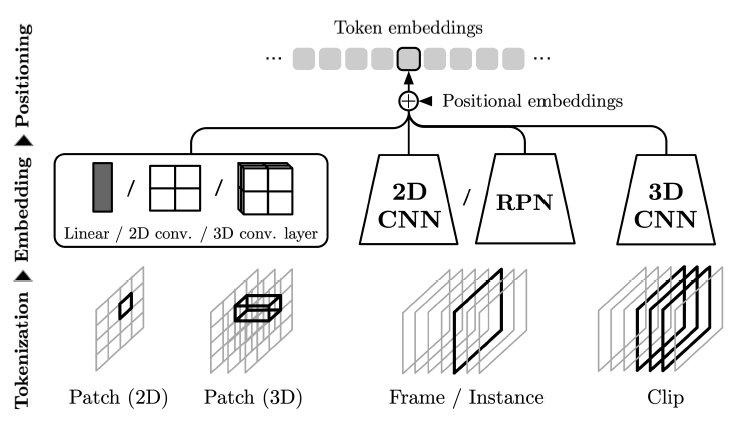 Token embeddings
... ...
Positional embeddings
/ /
Linear / 2D conv. / 3D conv. layer
2D
CNN
/
RPN
3D
CNN
Patch (2D)
Patch (3D)
Frame / Instance
Clip
Tokenization ▶ Embedding ▶ Positioning